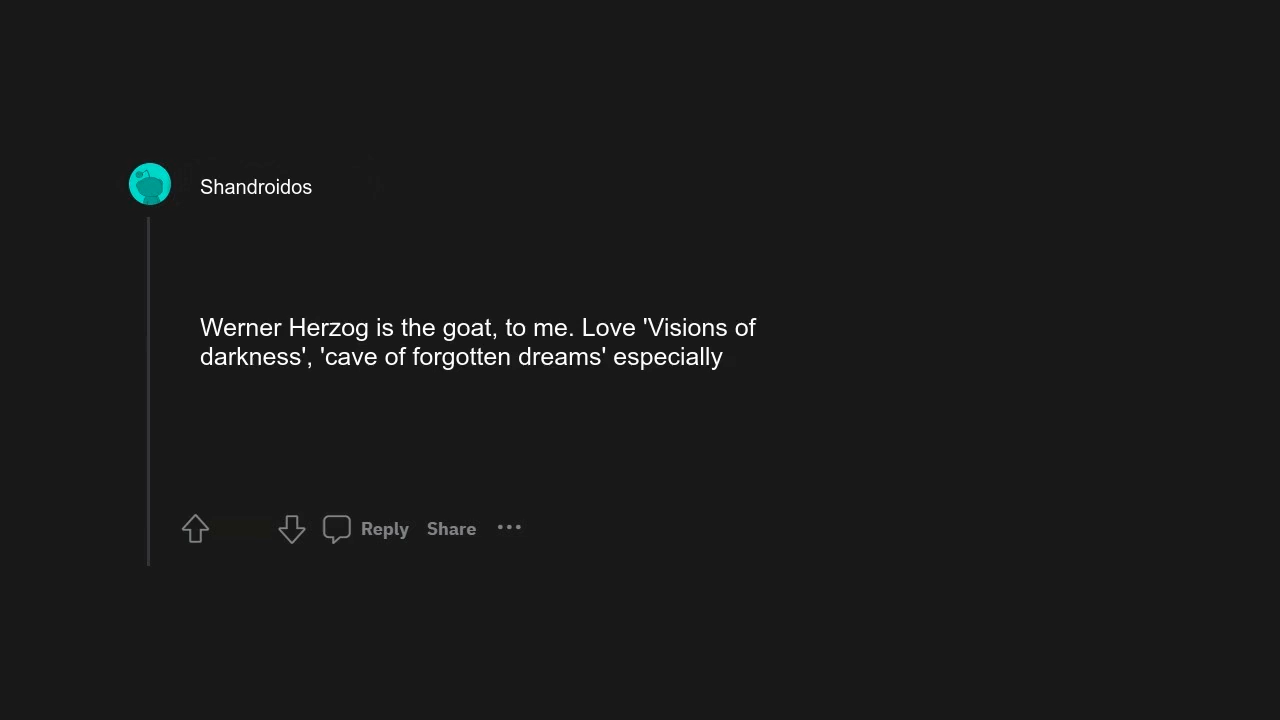 Shandroidos
Werner Herzog is the goat, to me. Love 'Visions of
darkness', 'cave of forgotten dreams' especially
Reply Share